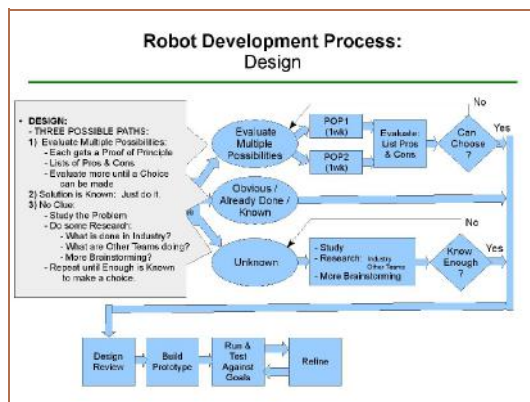 Robot Development Process:
Design
• DESIGN:
- THREE POSSIBLE PATHS:
1) Evaluate Multiple Possibilities:
- Each gets a Proof of Principle
- Lists of Pros & Cons
- Evaluate more until a Choice
can be made
2) Solution is Known: Just do it.
3) No Clue:
- Study the Problem
- Do some Research:
- What is done in Industry?
- What are Other Teams doing?
- More Brainstorming?
- Repeat until Enough is Known
to make a choice.
Evaluate
Multiple
Possibilities
POP1
(1wk)
POP2
(1wk)
Evaluate:
List Pros
& Cons
Can
Choose
?
No
Yes
Obvious /
Already Done /
Known
Unknown
- Study
- Research: Industry
Other Teams
- More Brainstorming
Know
Enough
?
No
Yes
Design
Review
Build
Prototype
Run &
Test
Against
Goals
Refine